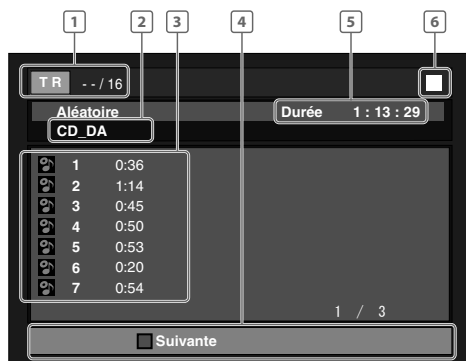 1 2 3 4 5 6
TR --/16
Aléatoire Durée 1:13:29
CD_DA
1 0:36
2 1:14
3 0:45
4 0:50
5 0:53
6 0:20
7 0:54
1 / 3
Suivante